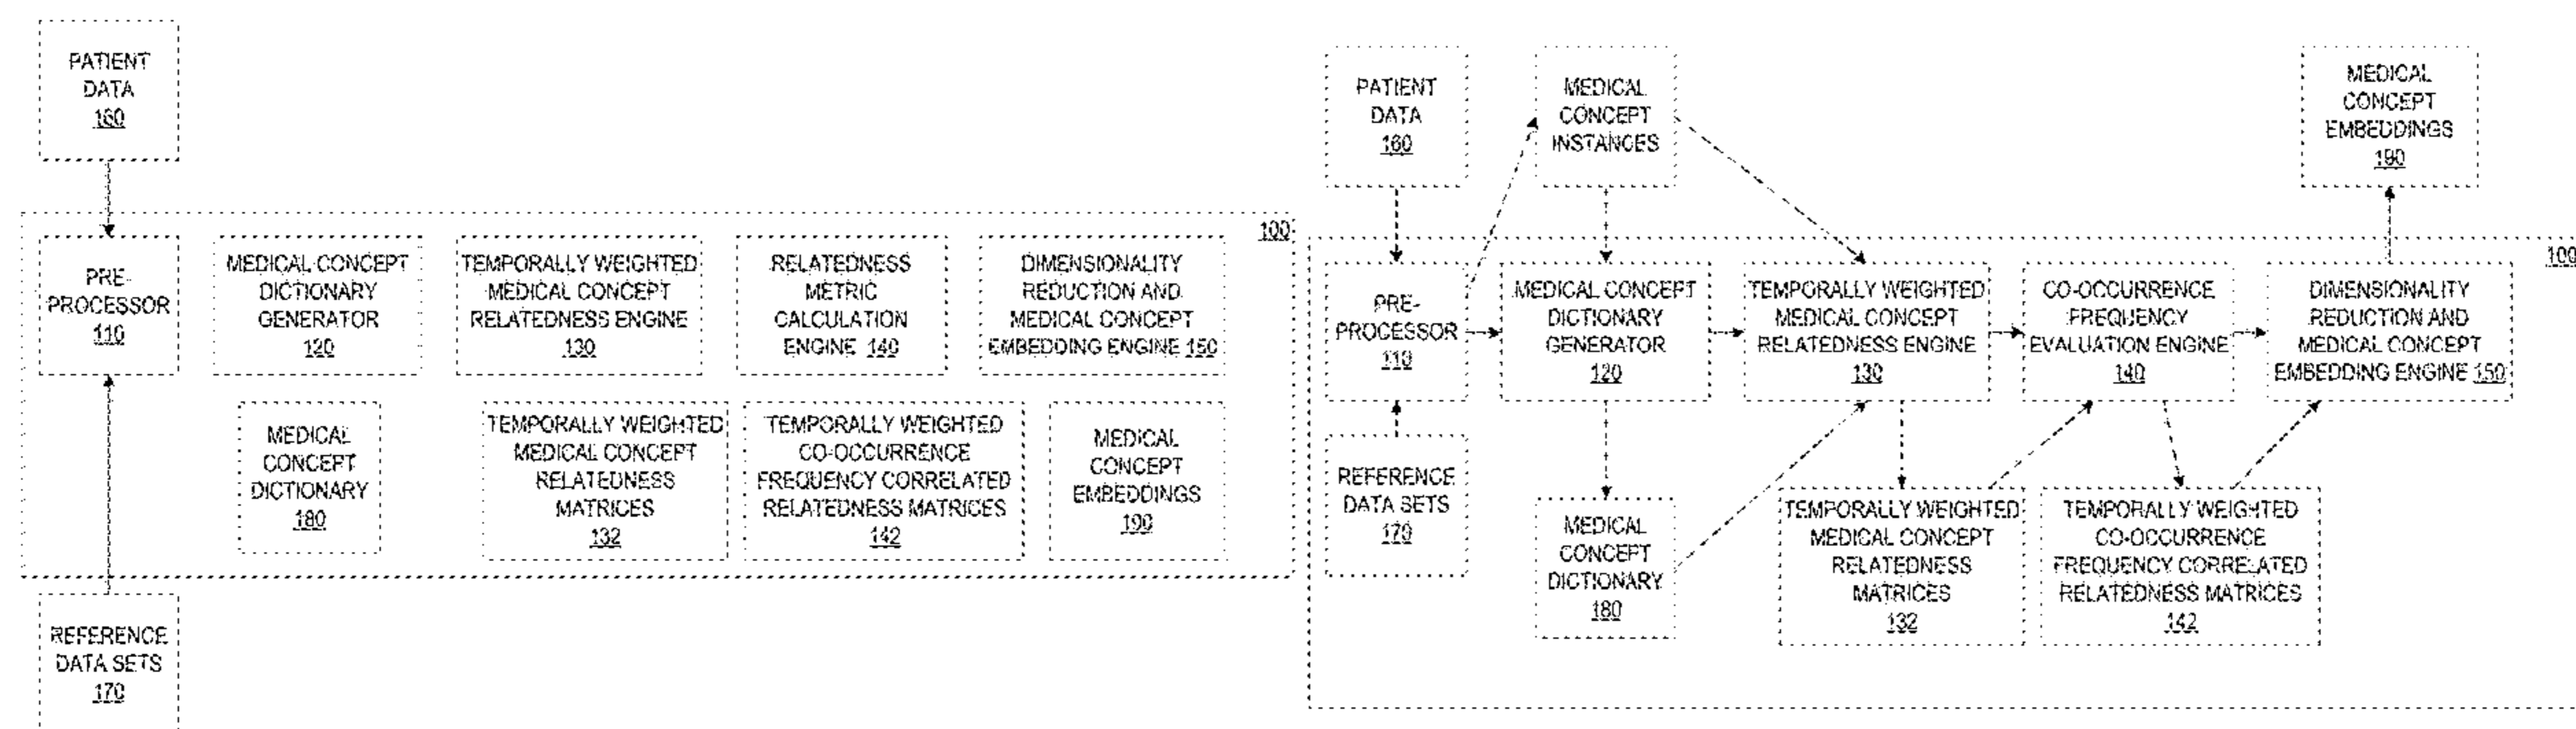 PATIENT
DATA
160
100
PRE-
PROCESSOR
110
MEDICAL CONCEPT
DICTIONARY
GENERATOR
120
TEMPORALLY WEIGHTED
MEDICAL CONCEPT
RELATEDNESS ENGINE
130
RELATEDNESS
METRIC
CALCULATION
ENGINE 140
DIMENSIONALITY
REDUCTION AND
MEDICAL CONCEPT
EMBEDDING ENGINE 150
MEDICAL
CONCEPT
DICTIONARY
180
TEMPORALLY WEIGHTED
MEDICAL CONCEPT
RELATEDNESS
MATRICES
132
TEMPORALLY WEIGHTED
CO-OCCURRENCE
FREQUENCY CORRELATED
RELATEDNESS MATRICES
142
MEDICAL
CONCEPT
EMBEDDINGS
190
REFERENCE
DATA SETS
170
PATIENT
DATA
160
MEDICAL
CONCEPT
INSTANCES
MEDICAL
CONCEPT
EMBEDDINGS
190
100
PRE-
PROCESSOR
110
MEDICAL CONCEPT
DICTIONARY
GENERATOR
120
TEMPORALLY WEIGHTED
MEDICAL CONCEPT
RELATEDNESS ENGINE
130
CO-OCCURRENCE
FREQUENCY
EVALUATION ENGINE
140
DIMENSIONALITY
REDUCTION AND
MEDICAL CONCEPT
EMBEDDING ENGINE 150
REFERENCE
DATA SETS
170
MEDICAL
CONCEPT
DICTIONARY
180
TEMPORALLY WEIGHTED
MEDICAL CONCEPT
RELATEDNESS
MATRICES
132
TEMPORALLY WEIGHTED
CO-OCCURRENCE
FREQUENCY CORRELATED
RELATEDNESS MATRICES
142